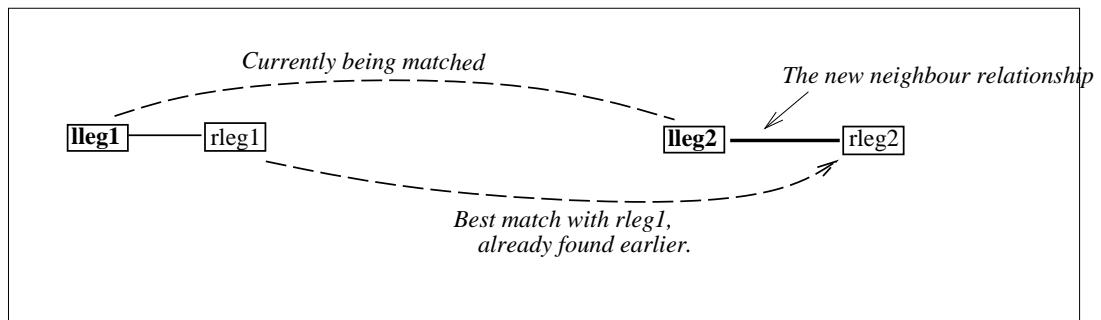 Currently being matched
The new neighbour relationship
lleg1
rleg1
lleg2
rleg2
Best match with rleg1,
already found earlier.